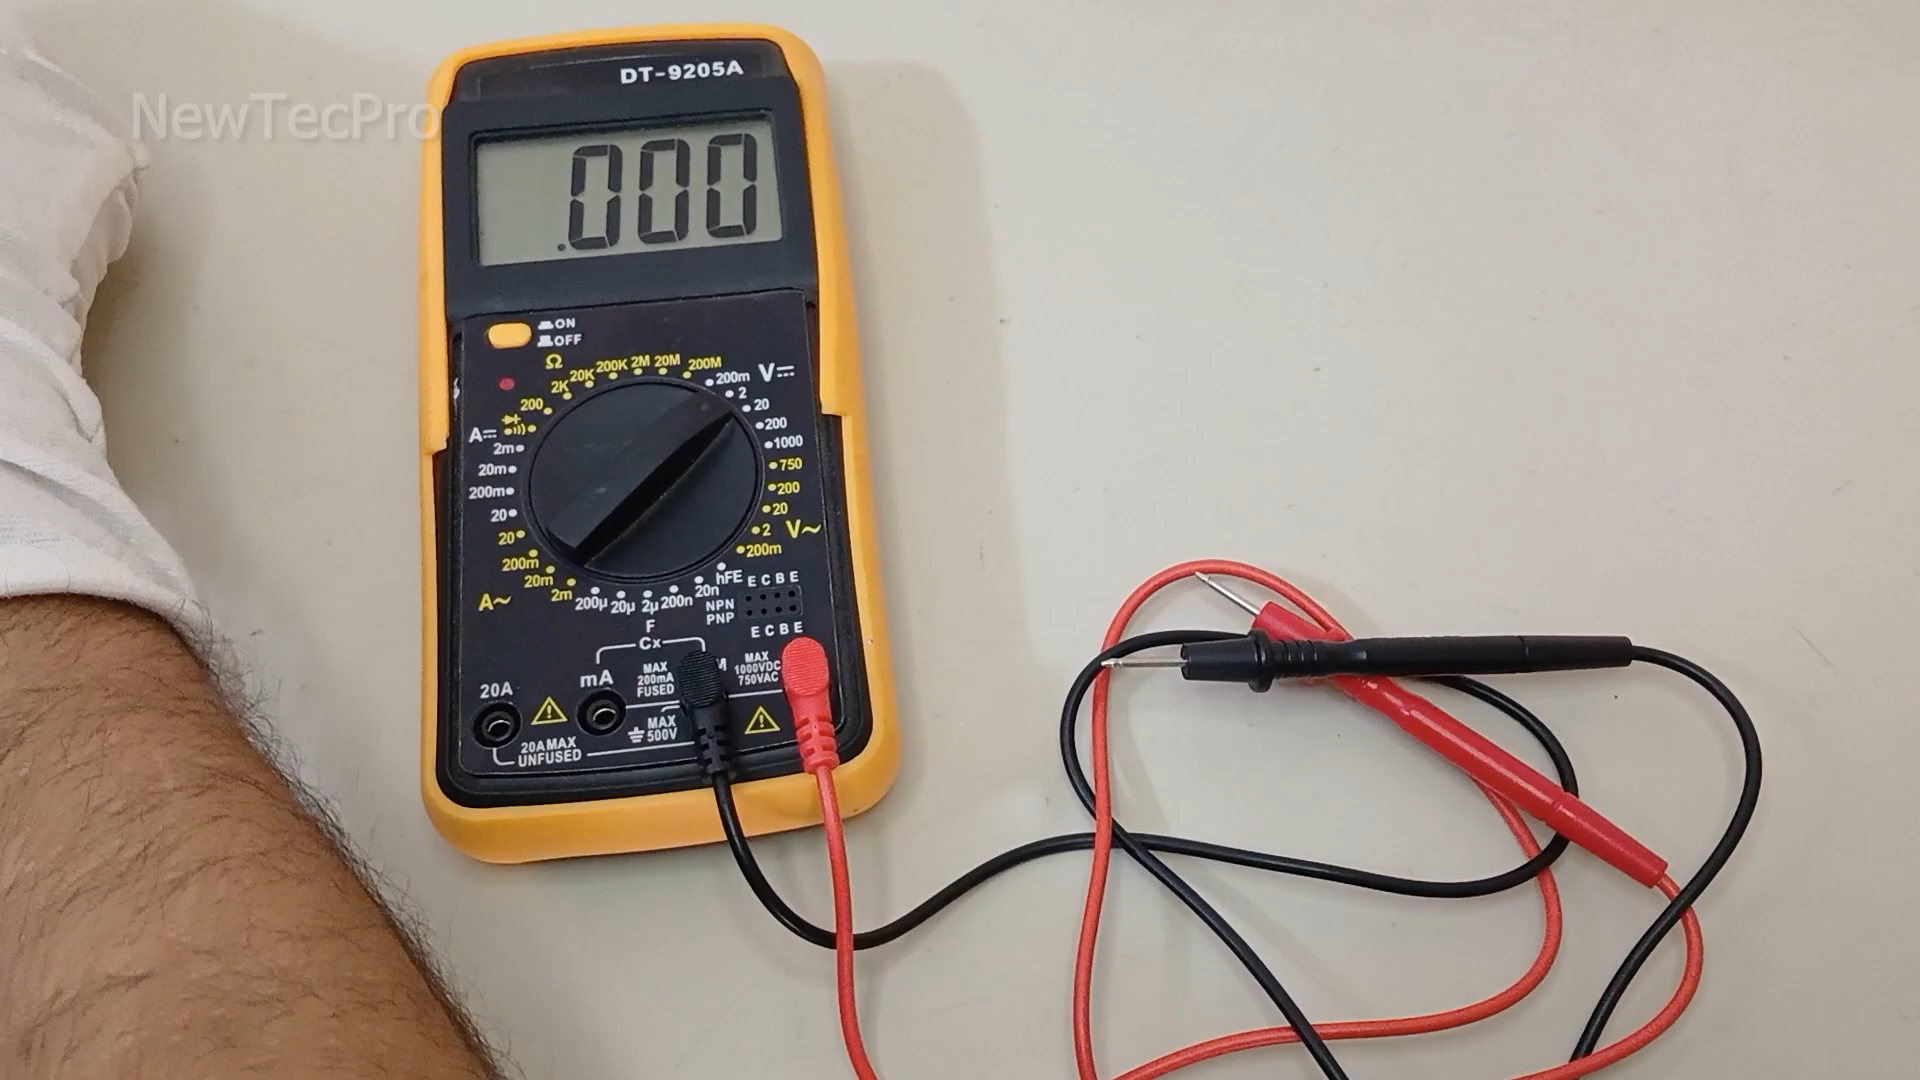 NewTecPro
DT-9205A
.000
ON
OFF
Ω
200 2K 20K 200K 2M 20M 200M
V
200m
2
20
200
1000
750
200
20
2
200m
V~
A
2m
20m
200m
20
20
200m
20m
2m
A~
200µ 20µ 2µ 200n 20n
hFE
E C B E
NPN
PNP
E C B E
F
Cx
20A
mA
MAX
200mA
FUSED
MAX
1000VDC
750VAC
MAX
500V
20A MAX
UNFUSED